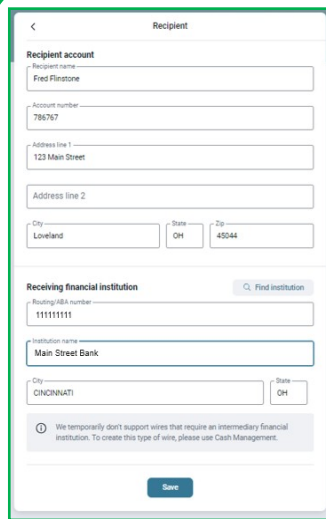 Recipient
Recipient account
Recipient name
Fred Flinstone
Account number
786767
Address line 1
123 Main Street
Address line 2
City
State
Zip
Loveland
OH
45044
Receiving financial institution
Find institution
Routing/ABA number
111111111
Institution name
Main Street Bank
City
State
CINCINNATI
OH
We temporarily don't support wires that require an intermediary financial
institution. To create this type of wire, please use Cash Management.
Save